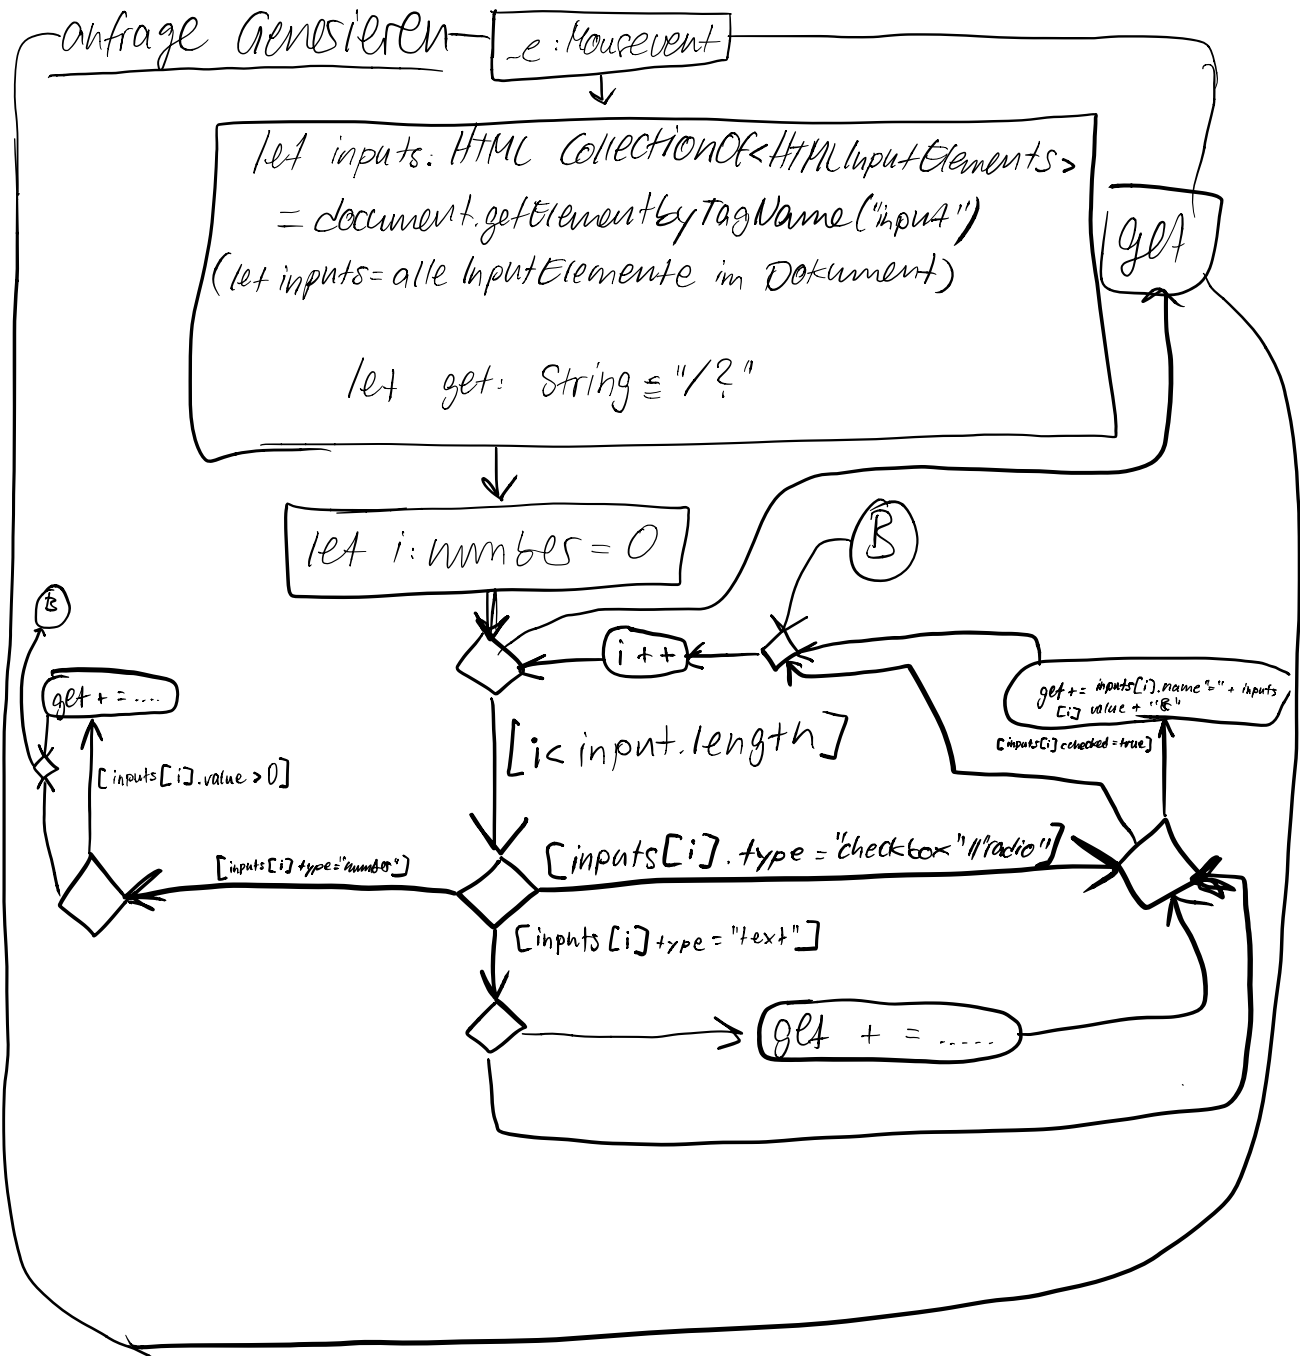 anfrage Generieren
_e: Mousevent
let inputs: HTML CollectionOf<HTMLInputElements>
= document.getElementbyTagName("input")
(let inputs= alle InputElemente im Dokument)
get
let get: String = "/?"
let i: number = 0
B
B
i++
get += ....
get += inputs[i].name"=" + inputs
[i] value + "&"
[inputs[i] checked=true]
[i< input.length]
[inputs[i].value > 0]
[inputs[i].type="checkbox"||"radio"]
[inputs[i] type="number"]
[inputs[i] type="text"]
get += .....